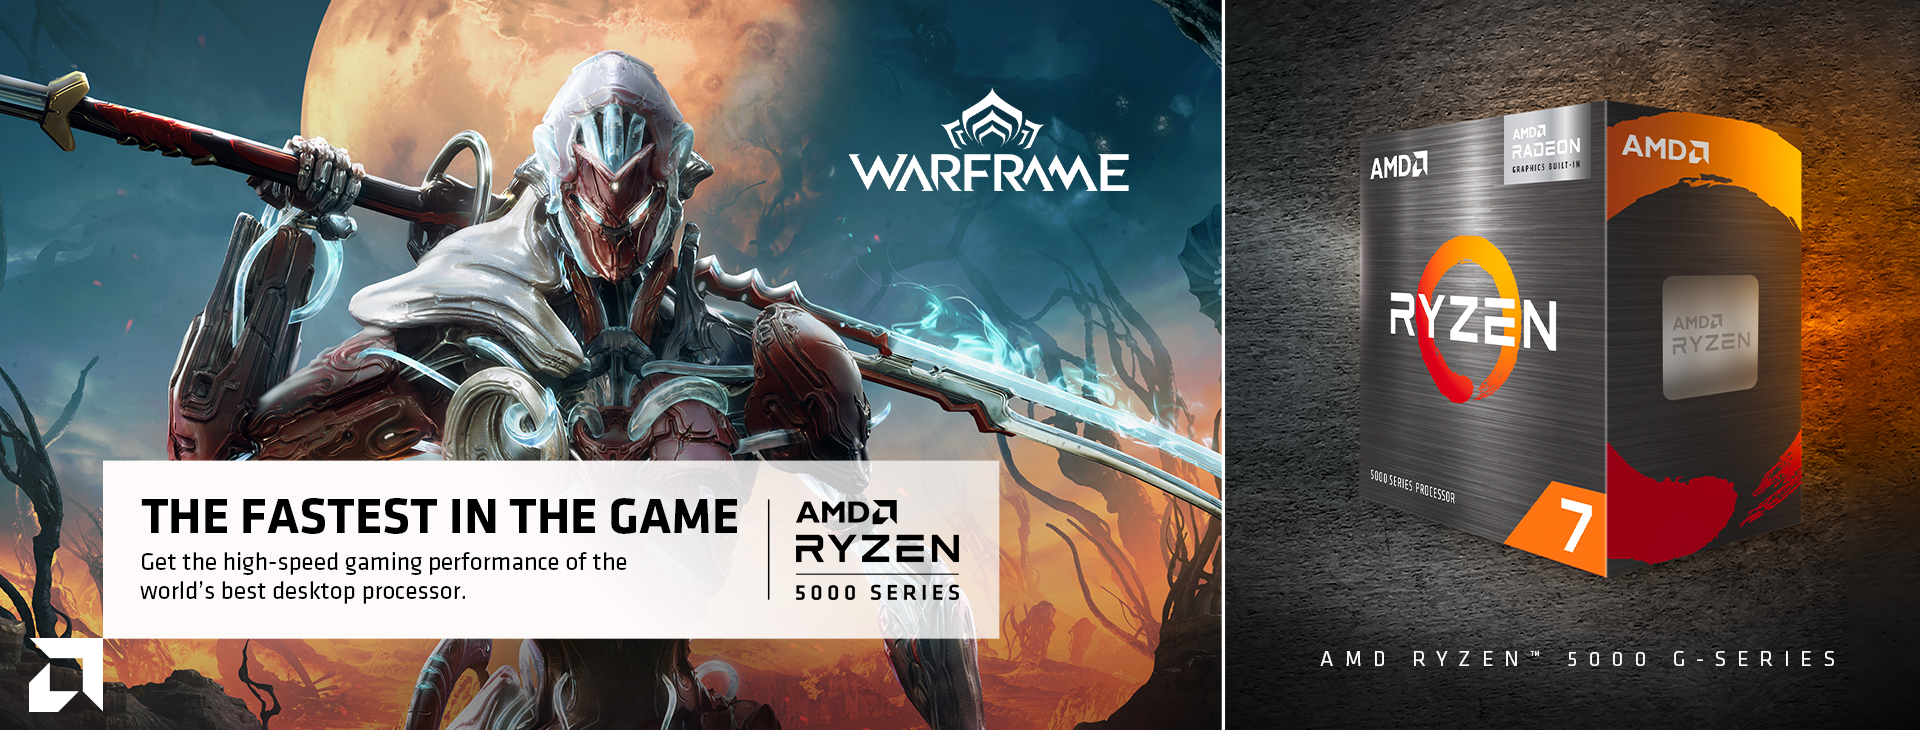 WARFRAME
THE FASTEST IN THE GAME
Get the high-speed gaming performance of the
world’s best desktop processor.
AMD
RYZEN
5000 SERIES
AMD
AMD
RADEON
GRAPHICS BUILT-IN
RYZEN
5000 SERIES PROCESSOR
7
AMD
AMD
RYZEN
AMD RYZEN™ 5000 G-SERIES